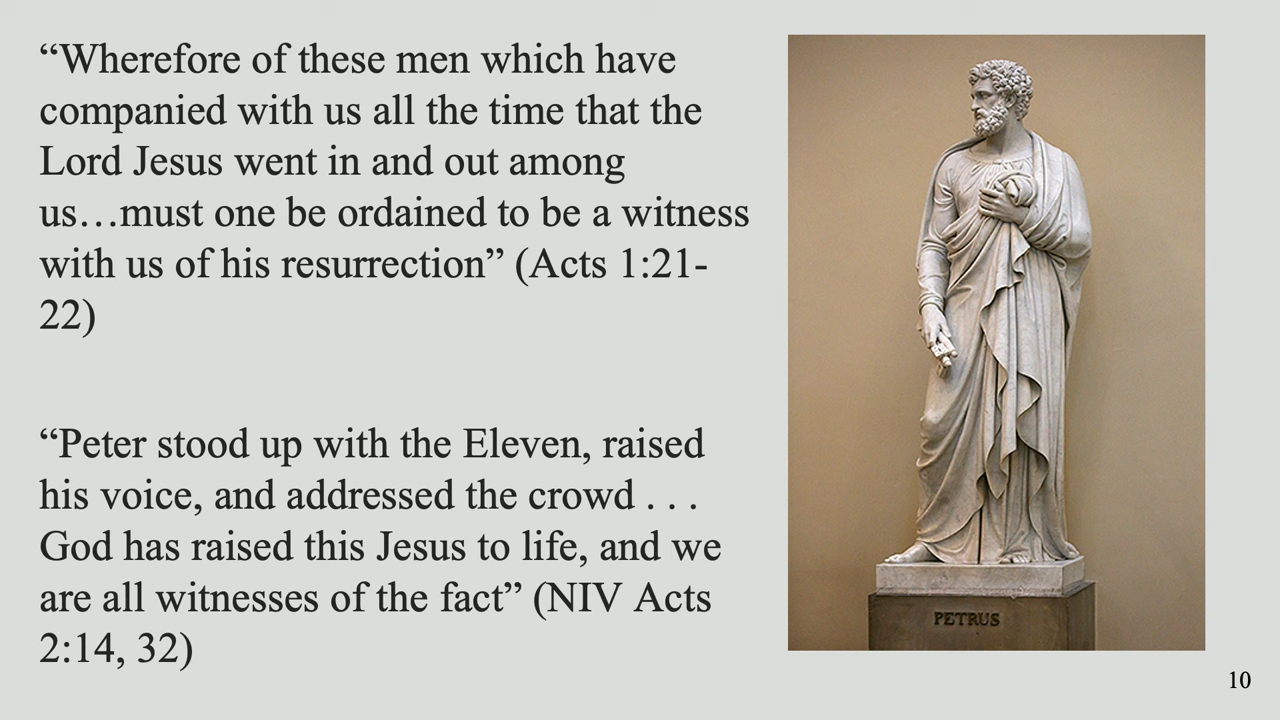 “Wherefore of these men which have
companied with us all the time that the
Lord Jesus went in and out among
us…must one be ordained to be a witness
with us of his resurrection” (Acts 1:21-
22)
“Peter stood up with the Eleven, raised
his voice, and addressed the crowd . . .
God has raised this Jesus to life, and we
are all witnesses of the fact” (NIV Acts
2:14, 32)
PETRUS
10